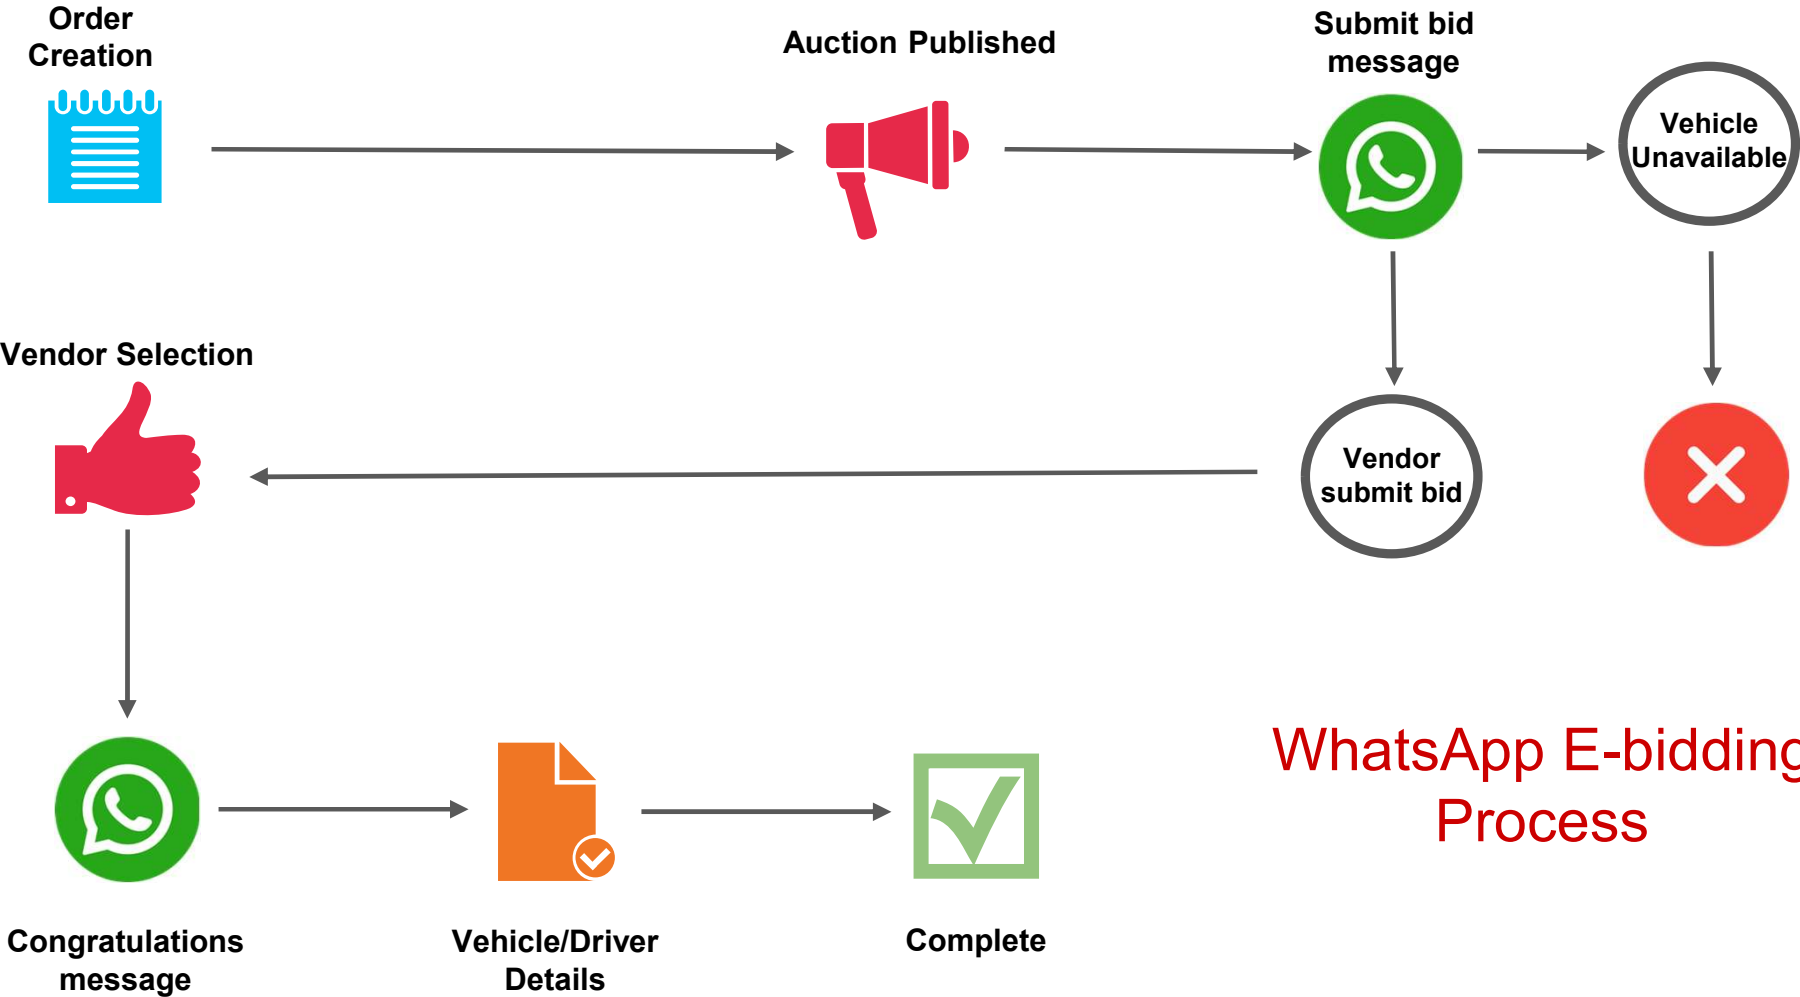 Order
Creation
Auction Published
Submit bid
message
Vehicle
Unavailable
Vendor Selection
Vendor
submit bid
WhatsApp E-bidding
Process
Congratulations
message
Vehicle/Driver
Details
Complete